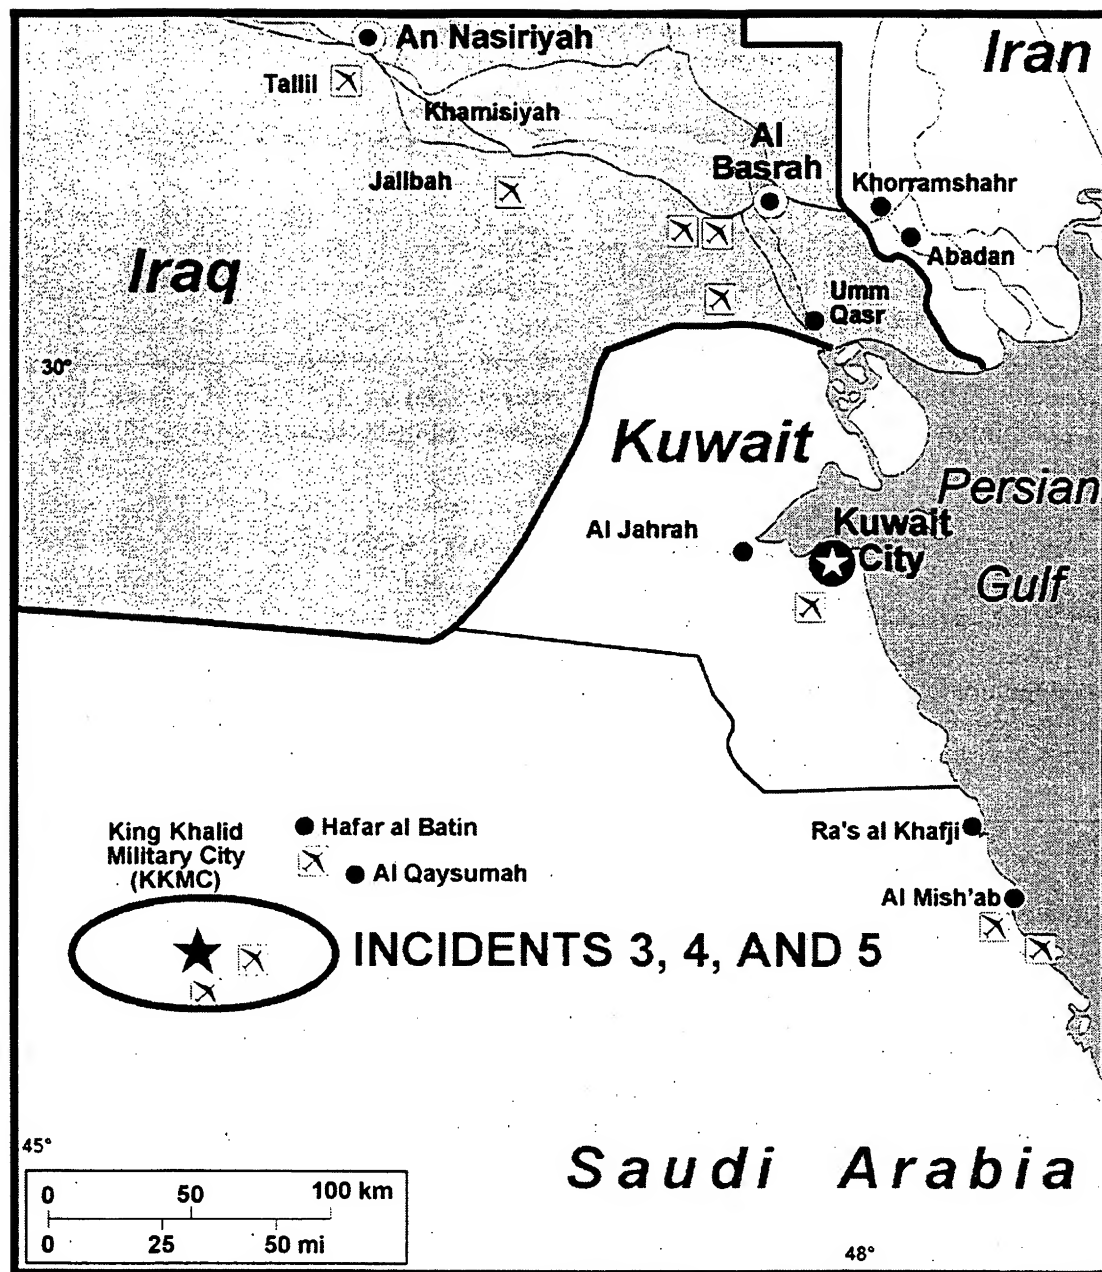 An Nasiriyah
Iran
Tallil
Khamisiyah
Al
Basrah
Jalibah
Khorramshahr
Abadan
Iraq
Umm
Qasr
30°
Kuwait
Persian
Gulf
Al Jahrah
Kuwait
City
King Khalid
Military City
(KKMC)
Hafar al Batin
Al Qaysumah
Ra's al Khafji
Al Mish'ab
INCIDENTS 3, 4, AND 5
45°
Saudi Arabia
0 50 100 km
0 25 50 mi
48°